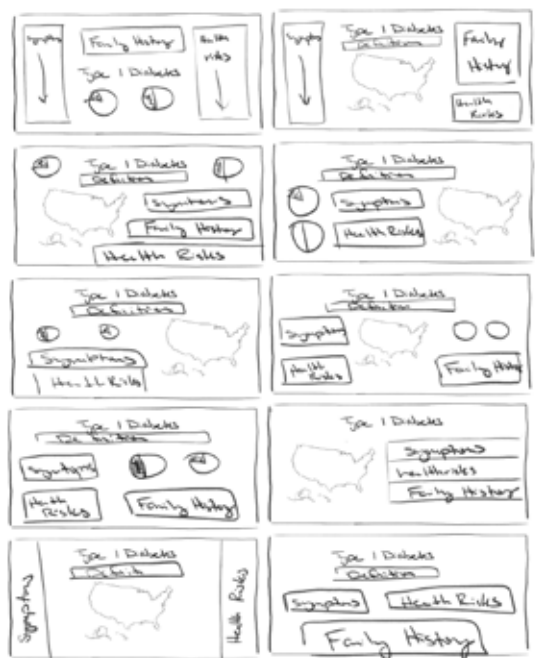 Symptoms
Family History
Health
risks
Type 1 Diabetes
Symptoms
Type 1 Diabetes
Definition
Family
History
Health
Risks
Type 1 Diabetes
Definition
Symptoms
Family History
Health Risks
Type 1 Diabetes
Definition
Symptoms
Health Risks
Type 1 Diabetes
Definition
Symptoms
Health Risks
Type 1 Diabetes
Definition
Symptoms
Health
Risks
Family History
Type 1 Diabetes
Definition
Symptoms
Health
Risks
Family History
Type 1 Diabetes
Symptoms
health risks
Family History
Type 1 Diabetes
Symptoms
Health Risks
Type 1 Diabetes
Definition
Symptoms
Health Risks
Family History